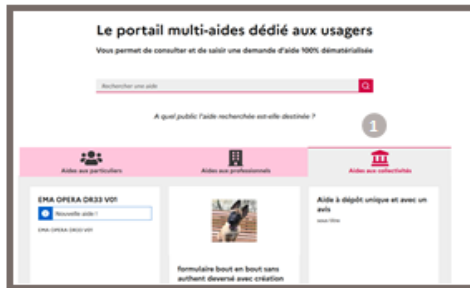 Le portail multi-aides dédié aux usagers
Vous permet de consulter et de saisir une demande d'aide 100% dématérialisée
Rechercher une aide
A quel public l'aide recherchée est-elle destinée ?
1
Aides aux particuliers
Aides aux professionnels
Aides aux collectivités
EMA OPERA DR33 V01
Nouvelle aide !
EMA OPERA DR33 V01
formulaire bout en bout sans
authent deversé avec création
Aide à dépôt unique et avec un
avis
sous-titre